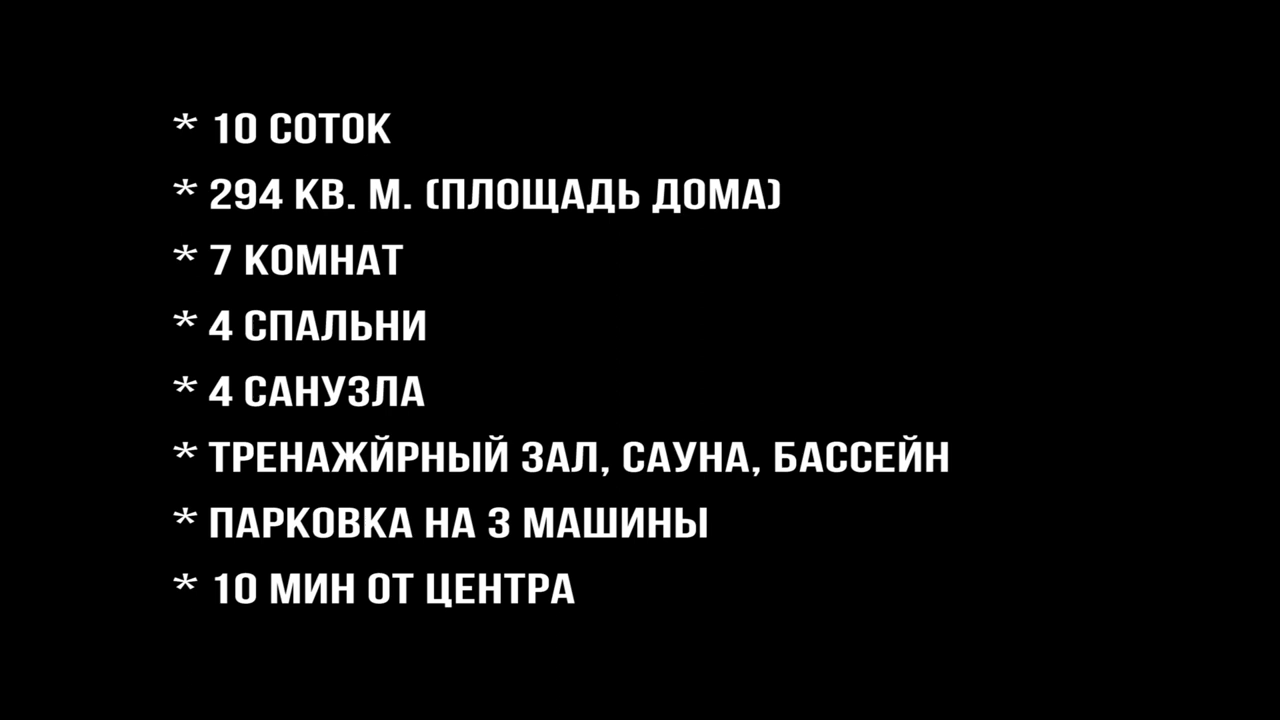 * 10 СОТОК
* 294 КВ. М. (ПЛОЩАДЬ ДОМА)
* 7 КОМНАТ
* 4 СПАЛЬНИ
* 4 САНУЗЛА
* ТРЕНАЖЙРНЫЙ ЗАЛ, САУНА, БАССЕЙН
* ПАРКОВКА НА 3 МАШИНЫ
* 10 МИН ОТ ЦЕНТРА